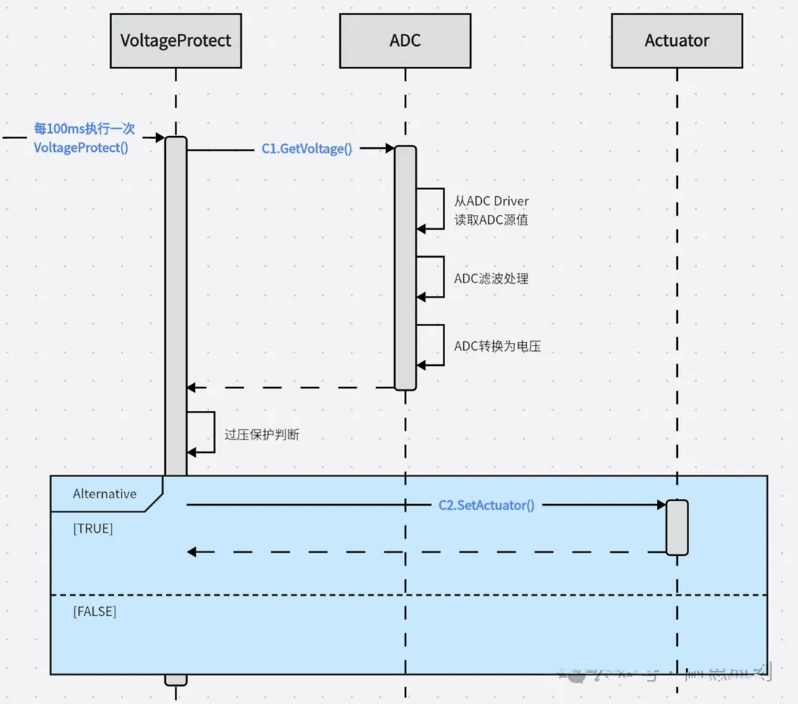 VoltageProtect
ADC
Actuator
每100ms执行一次
VoltageProtect()
C1.GetVoltage()
从ADC Driver
读取ADC源值
ADC滤波处理
ADC转换为电压
过压保护判断
Alternative
C2.SetActuator()
[TRUE]
[FALSE]